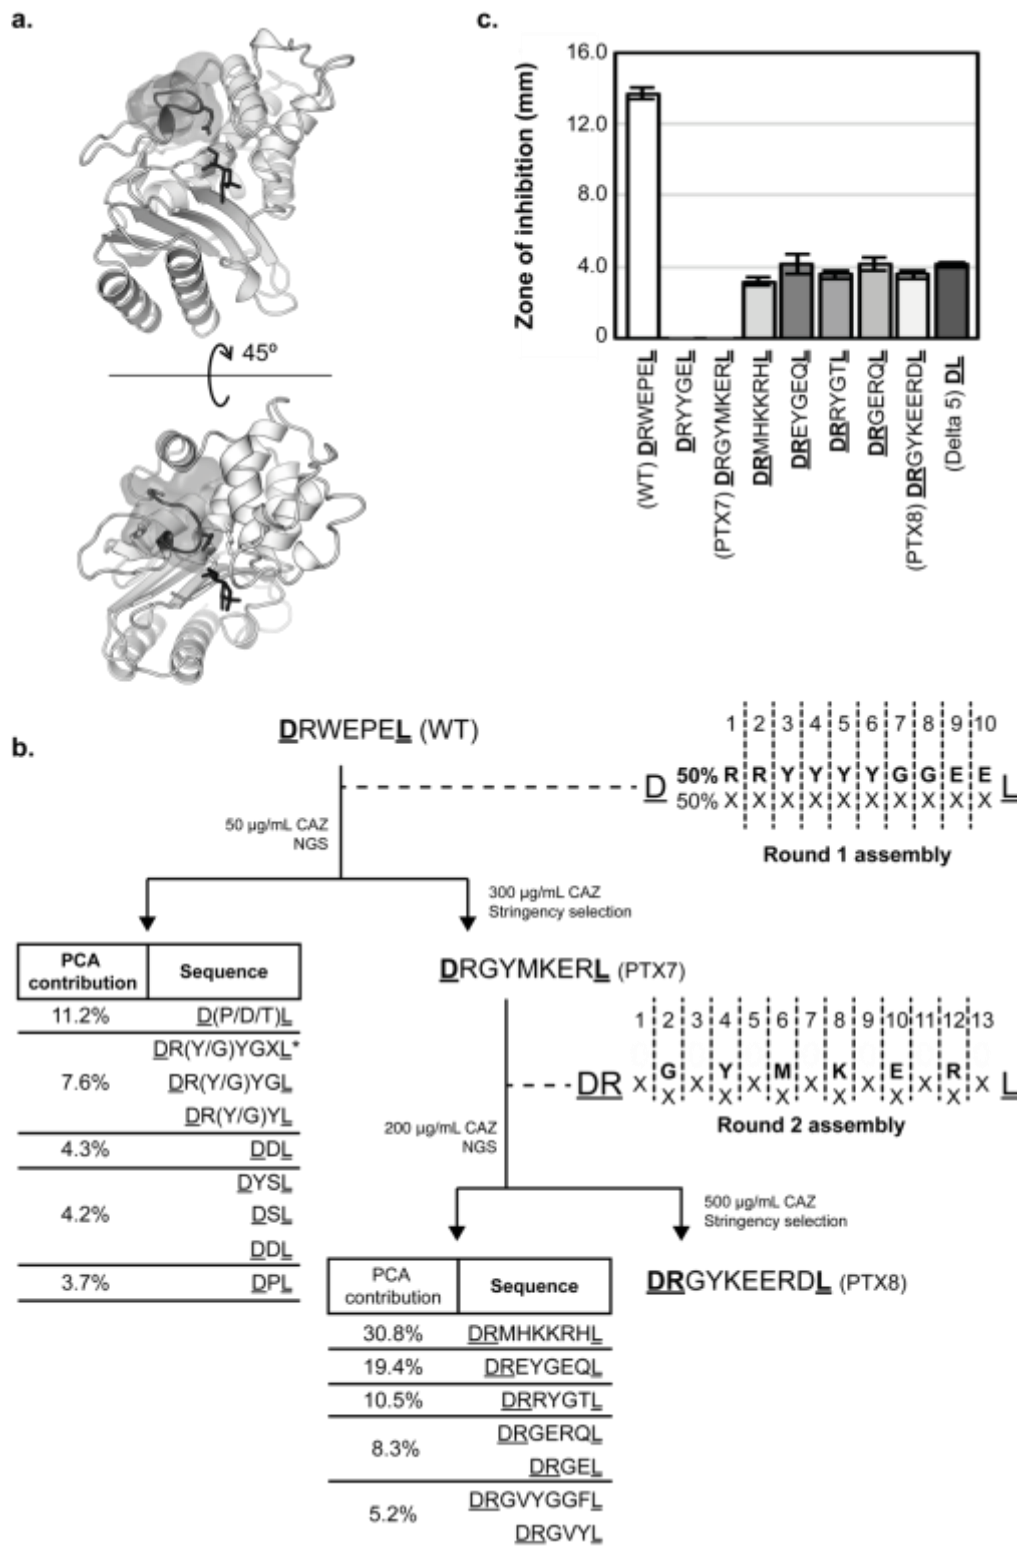 a.
45º
c.
Zone of inhibition (mm)
16.0
12.0
8.0
4.0
0
(WT) DRWEPEL
DRYYGEL
(PTX7) DRGYMKERL
DRMHKKRHL
DREYGEQL
DRRYGTL
DRGERQL
(PTX8) DRGYKEERDL
(Delta 5) DL
b.
DRWEPEL (WT)
50 µg/mL CAZ
NGS
1 2 3 4 5 6 7 8 9 10
D 50% R R Y Y Y Y G G E E L
50% X X X X X X X X X X
Round 1 assembly
300 µg/mL CAZ
Stringency selection
PCA contribution Sequence
11.2% D(P/D/T)L
DR(Y/G)YGXL*
7.6% DR(Y/G)YGL
DR(Y/G)YL
4.3% DDL
DYSL
4.2% DSL
DDL
3.7% DPL
DRGYMKERL (PTX7)
1 2 3 4 5 6 7 8 9 10 11 12 13
G Y M K E R
DR X X X X X X X X X X X X X L
Round 2 assembly
200 µg/mL CAZ
NGS
500 µg/mL CAZ
Stringency selection
DRGYKEERDL (PTX8)
PCA contribution Sequence
30.8% DRMHKKRHL
19.4% DREYGEQL
10.5% DRRYGTL
8.3% DRGERQL
DRGEL
5.2% DRGVYGGFL
DRGVYL